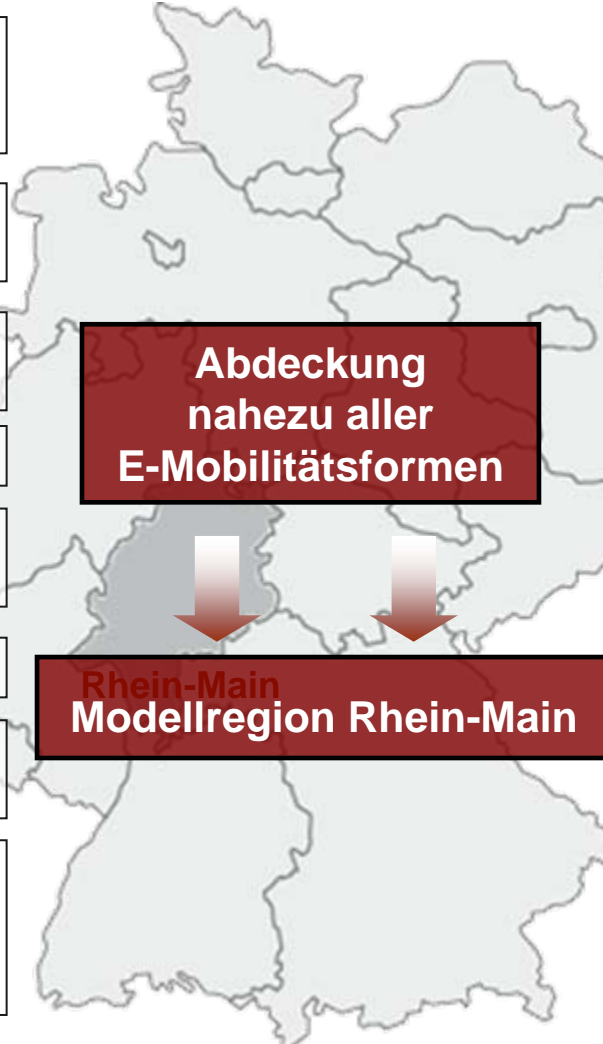 Abdeckung
nahezu aller
E-Mobilitätsformen
Rhein-Main
Modellregion Rhein-Main